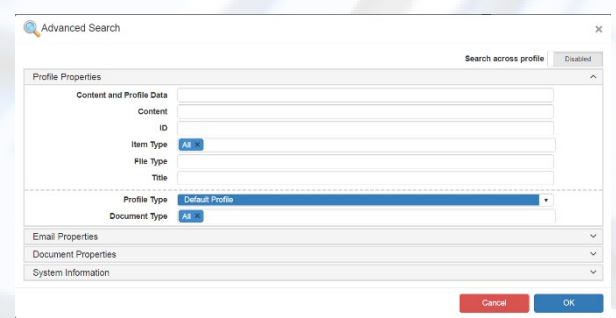 Advanced Search ×
Search across profile Disabled
Profile Properties
Content and Profile Data
Content
ID
Item Type All ×
File Type
Title
Profile Type Default Profile
Document Type All ×
Email Properties
Document Properties
System Information
Cancel OK